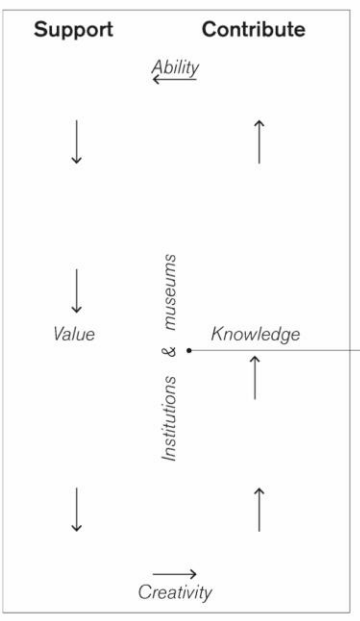 Support
Contribute
Ability
Institutions & museums
Value
Knowledge
Creativity